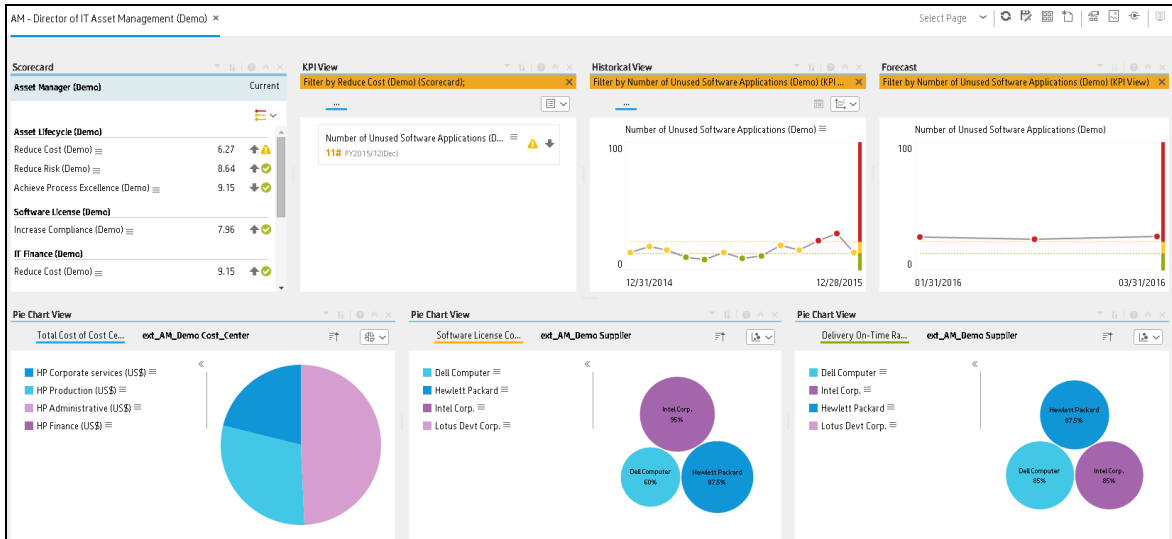 AM - Director of IT Asset Management (Demo) ×
Select Page
Scorecard
Asset Manager (Demo) Current
Asset Lifecycle (Demo)
Reduce Cost (Demo) 6.27
Reduce Risk (Demo) 8.64
Achieve Process Excellence (Demo) 9.15
Software License (Demo)
Increase Compliance (Demo) 7.96
IT Finance (Demo)
Reduce Cost (Demo) 9.15
KPI View
Filter by Reduce Cost (Demo) (Scorecard);
...
Number of Unused Software Applications (D...
11# FY2015/12(Dec)
Historical View
Filter by Number of Unused Software Applications (Demo) (KPI ...
...
Number of Unused Software Applications (Demo)
100
0
12/31/2014 12/28/2015
Forecast
Filter by Number of Unused Software Applications (Demo) (KPI View)
Number of Unused Software Applications (Demo)
100
0
01/31/2016 03/31/2016
Pie Chart View
Total Cost of Cost Ce... ext_AM_Demo Cost_Center
HP Corporate services (US$)
HP Production (US$)
HP Administrative (US$)
HP Finance (US$)
Pie Chart View
Software License Co... ext_AM_Demo Supplier
Dell Computer
Hewlett Packard
Intel Corp.
Lotus Devt Corp.
Intel Corp.
95%
Dell Computer
60%
Hewlett Packard
87.5%
Pie Chart View
Delivery On-Time Ra... ext_AM_Demo Supplier
Dell Computer
Intel Corp.
Hewlett Packard
Lotus Devt Corp.
Hewlett Packard
87.5%
Dell Computer
85%
Intel Corp.
85%